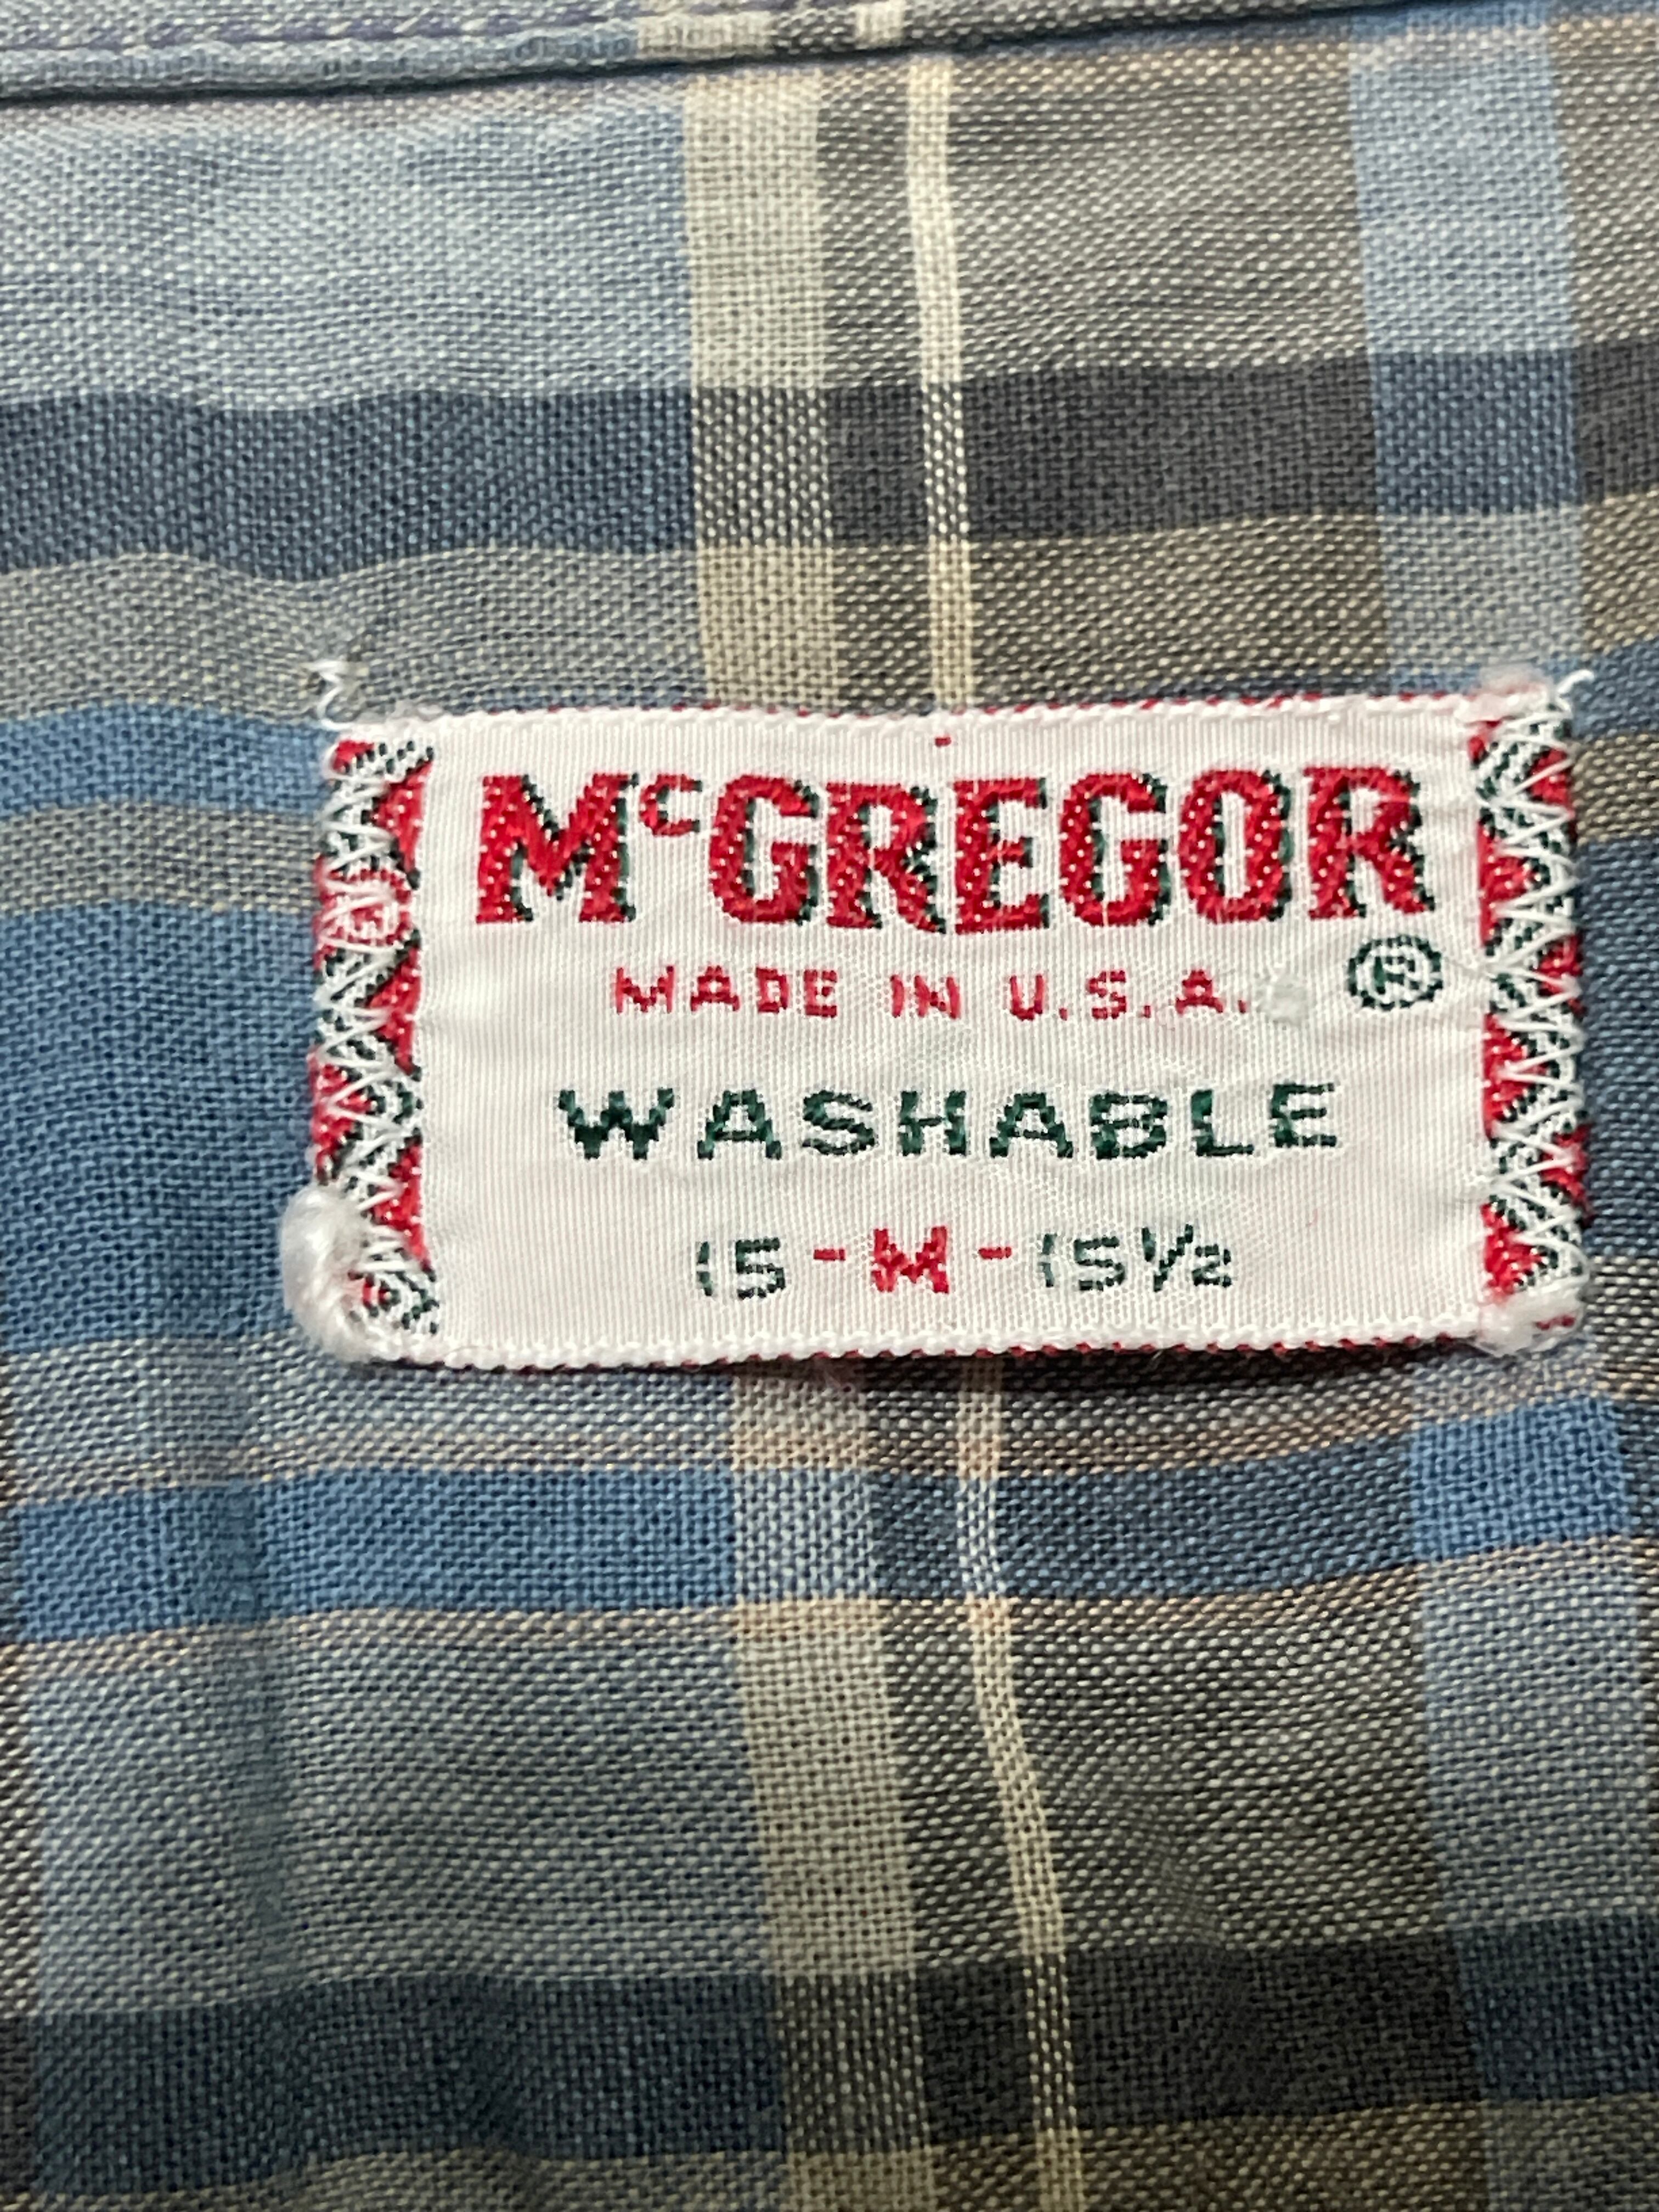 McGREGOR
MADE IN U.S.A. ®
WASHABLE
15-M-15½